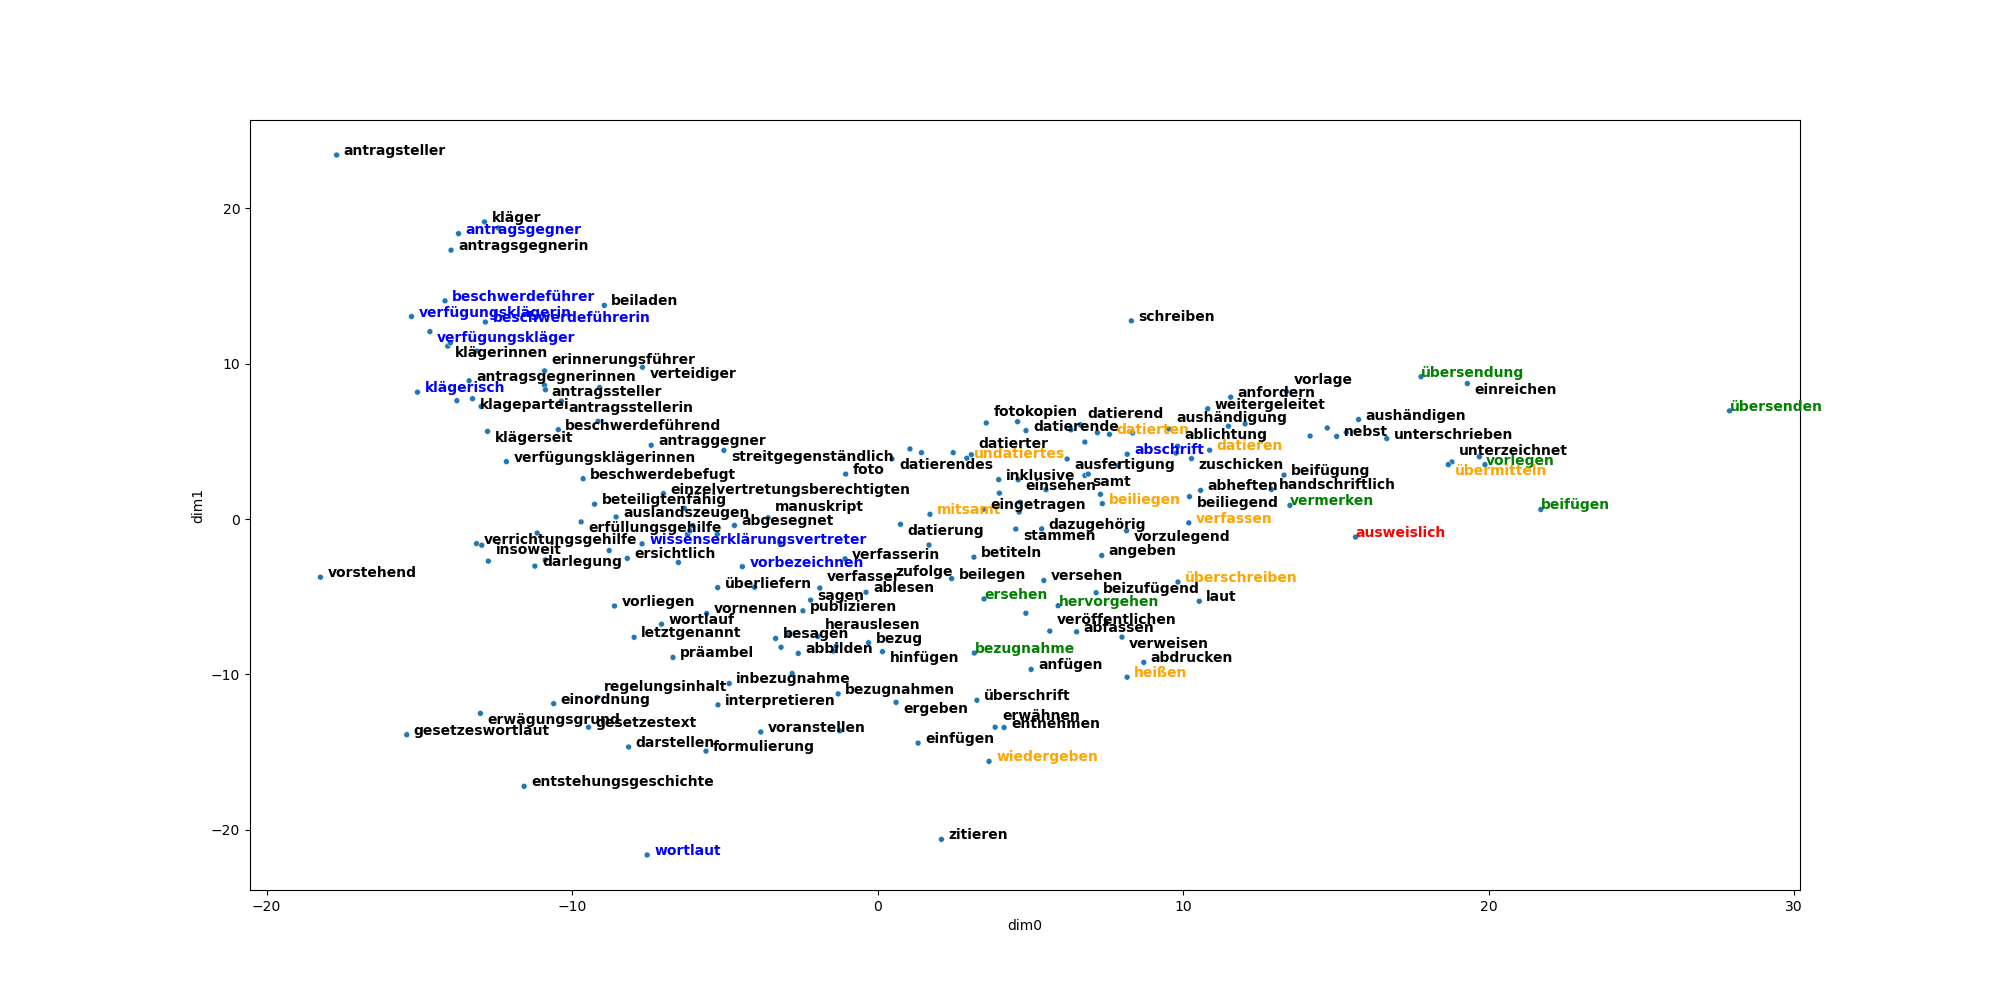 antragsteller
20
kläger
antragsgegner
antragsgegnerin
beschwerdeführer
beiladen
verfügungsklägerin
beschwerdeführerin
schreiben
verfügungskläger
klägerinnen
10
erinnerungsführer
verteidiger
antragsgegnerinnen
übersendung
vorlage
klägerisch
einreichen
antragssteller
anfordern
klagepartei
antragsstellerin
weitergeleitet
übersenden
fotokopien
datierend
aushändigung
aushändigen
beschwerdeführend
datierende
datierten
nebst
klägerseit
ablichtung
unterschrieben
antraggegner
datierter
abschrift
datieren
unterzeichnet
verfügungsklägerinnen
streitgegenständlich
undatiertes
vorlegen
datierendes
ausfertigung
zuschicken
foto
übermitteln
beschwerdebefugt
inklusive
beifügung
samt
einsehen
abheften
handschriftlich
einzelvertretungsberechtigten
beteiligtenfähig
eingetragen
beiliegen
beiliegend
vermerken
beifügen
auslandszeugen
manuskript
mitsamt
0
erfüllungsgehilfe
abgesegnet
datierung
dazugehörig
verfassen
dim1
verrichtungsgehilfe
wissenserklärungsvertreter
stammen
vorzulegend
ausweislich
insoweit
ersichtlich
verfasserin
betiteln
angeben
darlegung
vorbezeichnen
vorstehend
verfasser
zufolge
beilegen
versehen
überschreiben
überliefern
ablesen
beizufügend
sagen
ersehen
laut
vorliegen
vornennen
publizieren
hervorgehen
wortlauf
herauslesen
veröffentlichen
letztgenannt
besagen
bezug
abfassen
präambel
abbilden
hinfügen
bezugnahme
verweisen
anfügen
abdrucken
−10
inbezugnahme
heißen
regelungsinhalt
bezugnahmen
einordnung
interpretieren
ergeben
überschrift
erwägungsgrund
gesetzestext
erwähnen
gesetzeswortlaut
voranstellen
entnehmen
darstellen
formulierung
einfügen
wiedergeben
entstehungsgeschichte
−20
zitieren
wortlaut
−20 −10 0 10 20 30
dim0